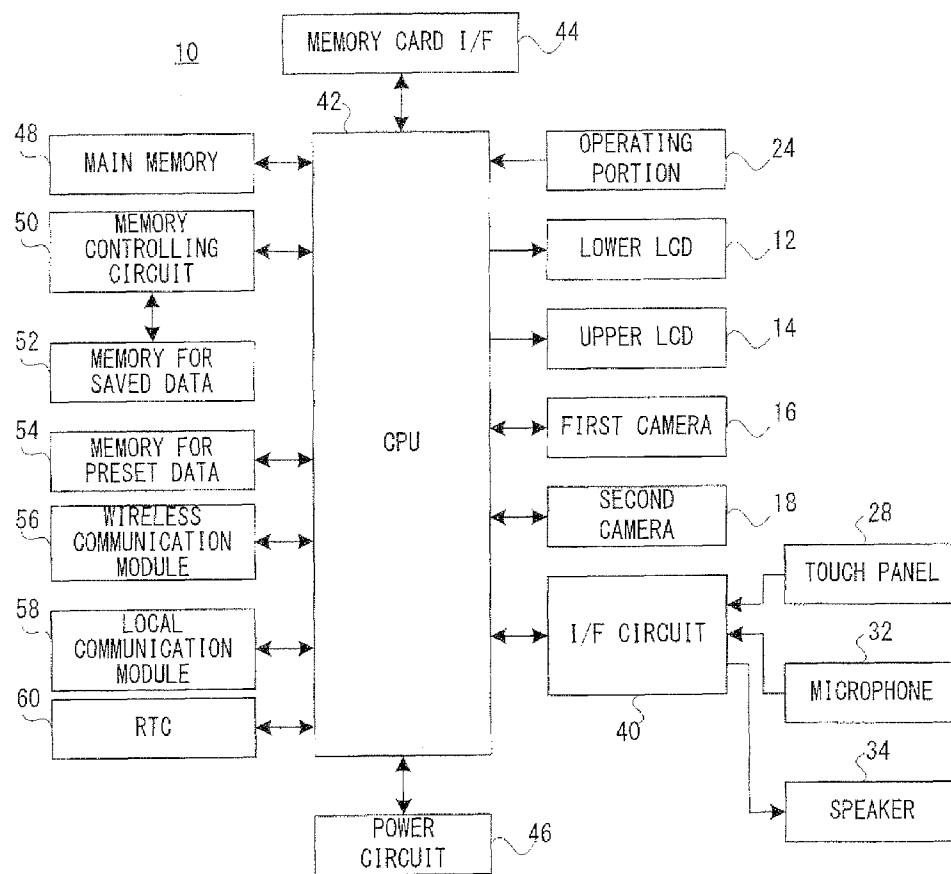 10
MEMORY CARD I/F
44
42
48
MAIN MEMORY
OPERATING
PORTION
24
50
MEMORY
CONTROLLING
CIRCUIT
LOWER LCD
12
52
MEMORY FOR
SAVED DATA
UPPER LCD
14
CPU
FIRST CAMERA
16
54
MEMORY FOR
PRESET DATA
SECOND
CAMERA
18
56
WIRELESS
COMMUNICATION
MODULE
28
TOUCH PANEL
58
LOCAL
COMMUNICATION
MODULE
I/F CIRCUIT
40
32
MICROPHONE
60
RTC
34
SPEAKER
POWER
CIRCUIT
46